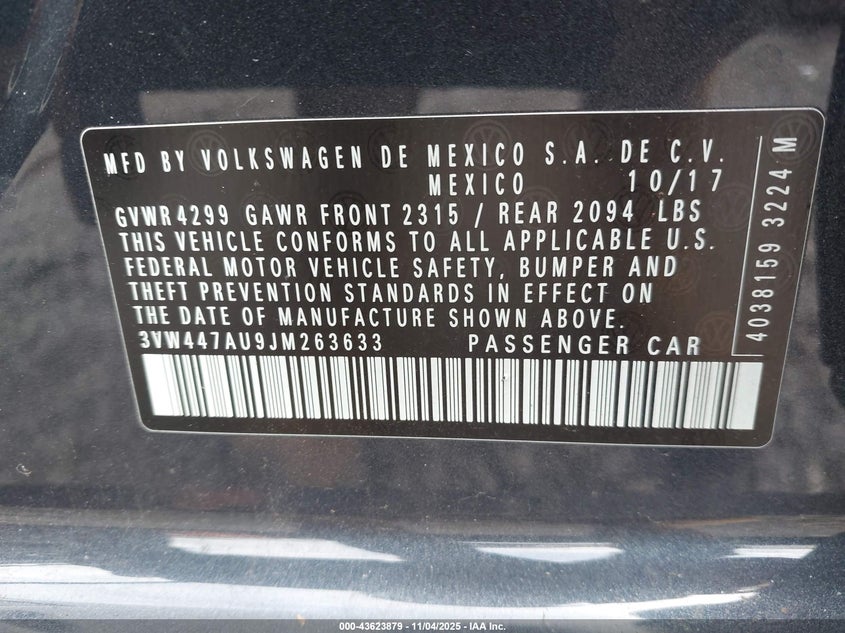 MFD BY VOLKSWAGEN DE MEXICO S.A. DE C.V.
MEXICO 10/17
GVWR 4299 GAWR FRONT 2315 / REAR 2094 LBS
THIS VEHICLE CONFORMS TO ALL APPLICABLE U.S.
FEDERAL MOTOR VEHICLE SAFETY, BUMPER AND
THEFT PREVENTION STANDARDS IN EFFECT ON
THE DATE OF MANUFACTURE SHOWN ABOVE.
3VW447AU9JM263633 PASSENGER CAR
4038159 3224 M
000-43623879 - 11/04/2025 - IAA Inc.